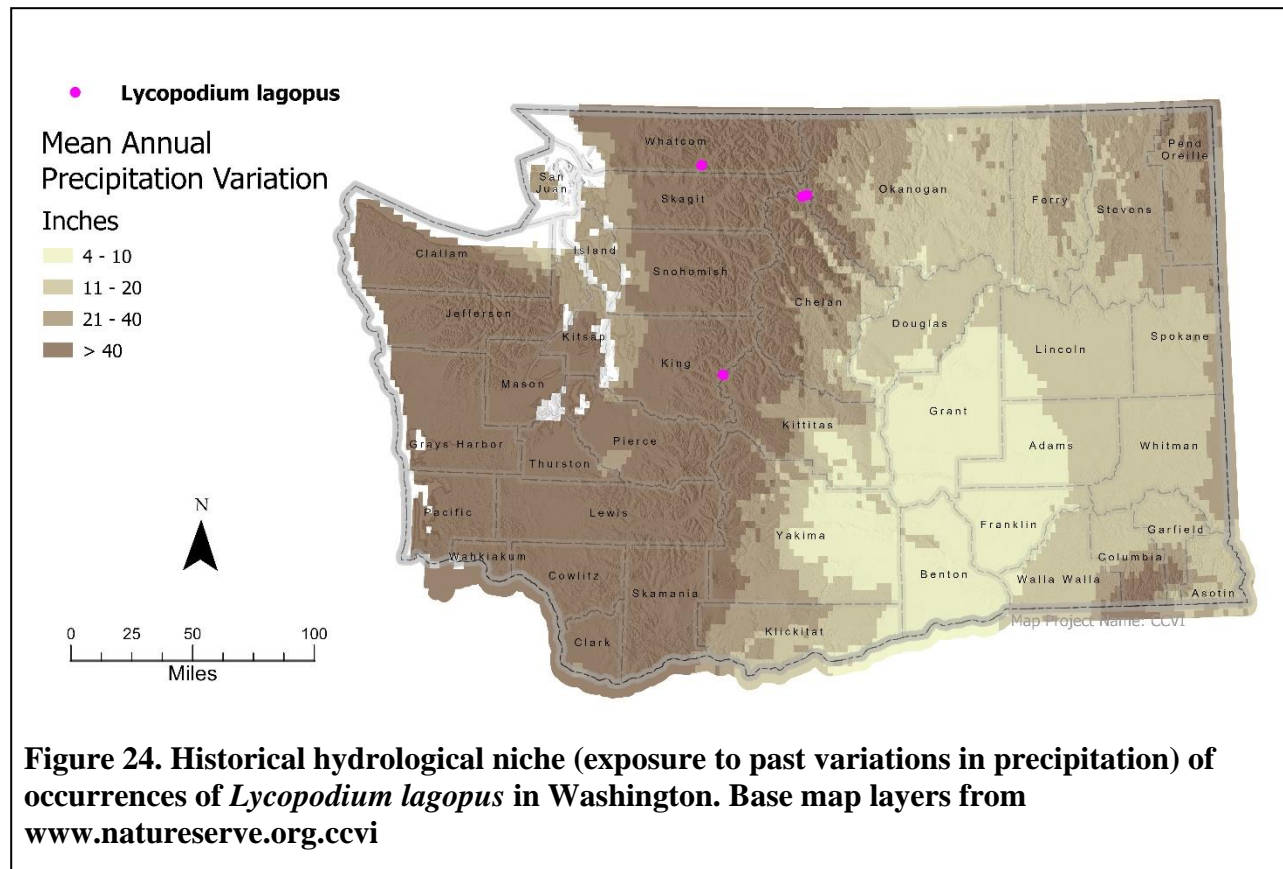 Lycopodium lagopus
Mean Annual
Precipitation Variation
Inches
4 - 10
11 - 20
21 - 40
> 40
Whatcom
Pend
Oreille
San
Juan
Skagit
Okanogan
Ferry
Stevens
Island
Clallam
Snohomish
Chelan
Jefferson
Douglas
Kitsap
King
Lincoln
Spokane
Mason
Grant
Kittitas
Grays Harbor
Pierce
Adams
Whitman
Thurston
Pacific
Lewis
Yakima
Franklin
Garfield
Wahkiakum
Columbia
Cowlitz
Benton
Walla Walla
Skamania
Asotin
Clark
Klickitat
Map Project Name: CCVI
N
0 25 50 100
Miles
Figure 24. Historical hydrological niche (exposure to past variations in precipitation) of
occurrences of Lycopodium lagopus in Washington. Base map layers from
www.natureserve.org.ccvi